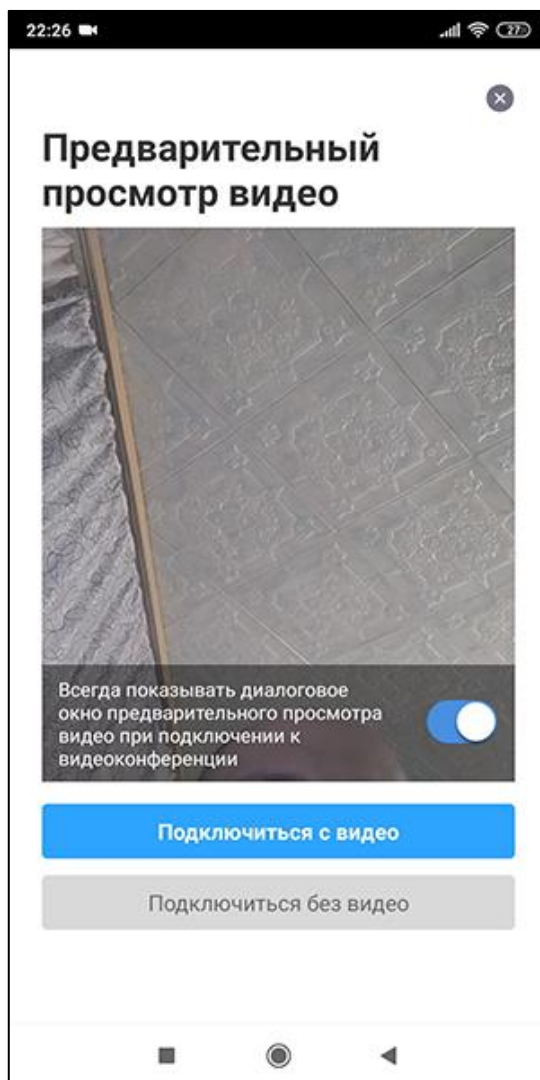 22:26
27
Предварительный
просмотр видео
Всегда показывать диалоговое
окно предварительного просмотра
видео при подключении к
видеоконференции
Подключиться с видео
Подключиться без видео